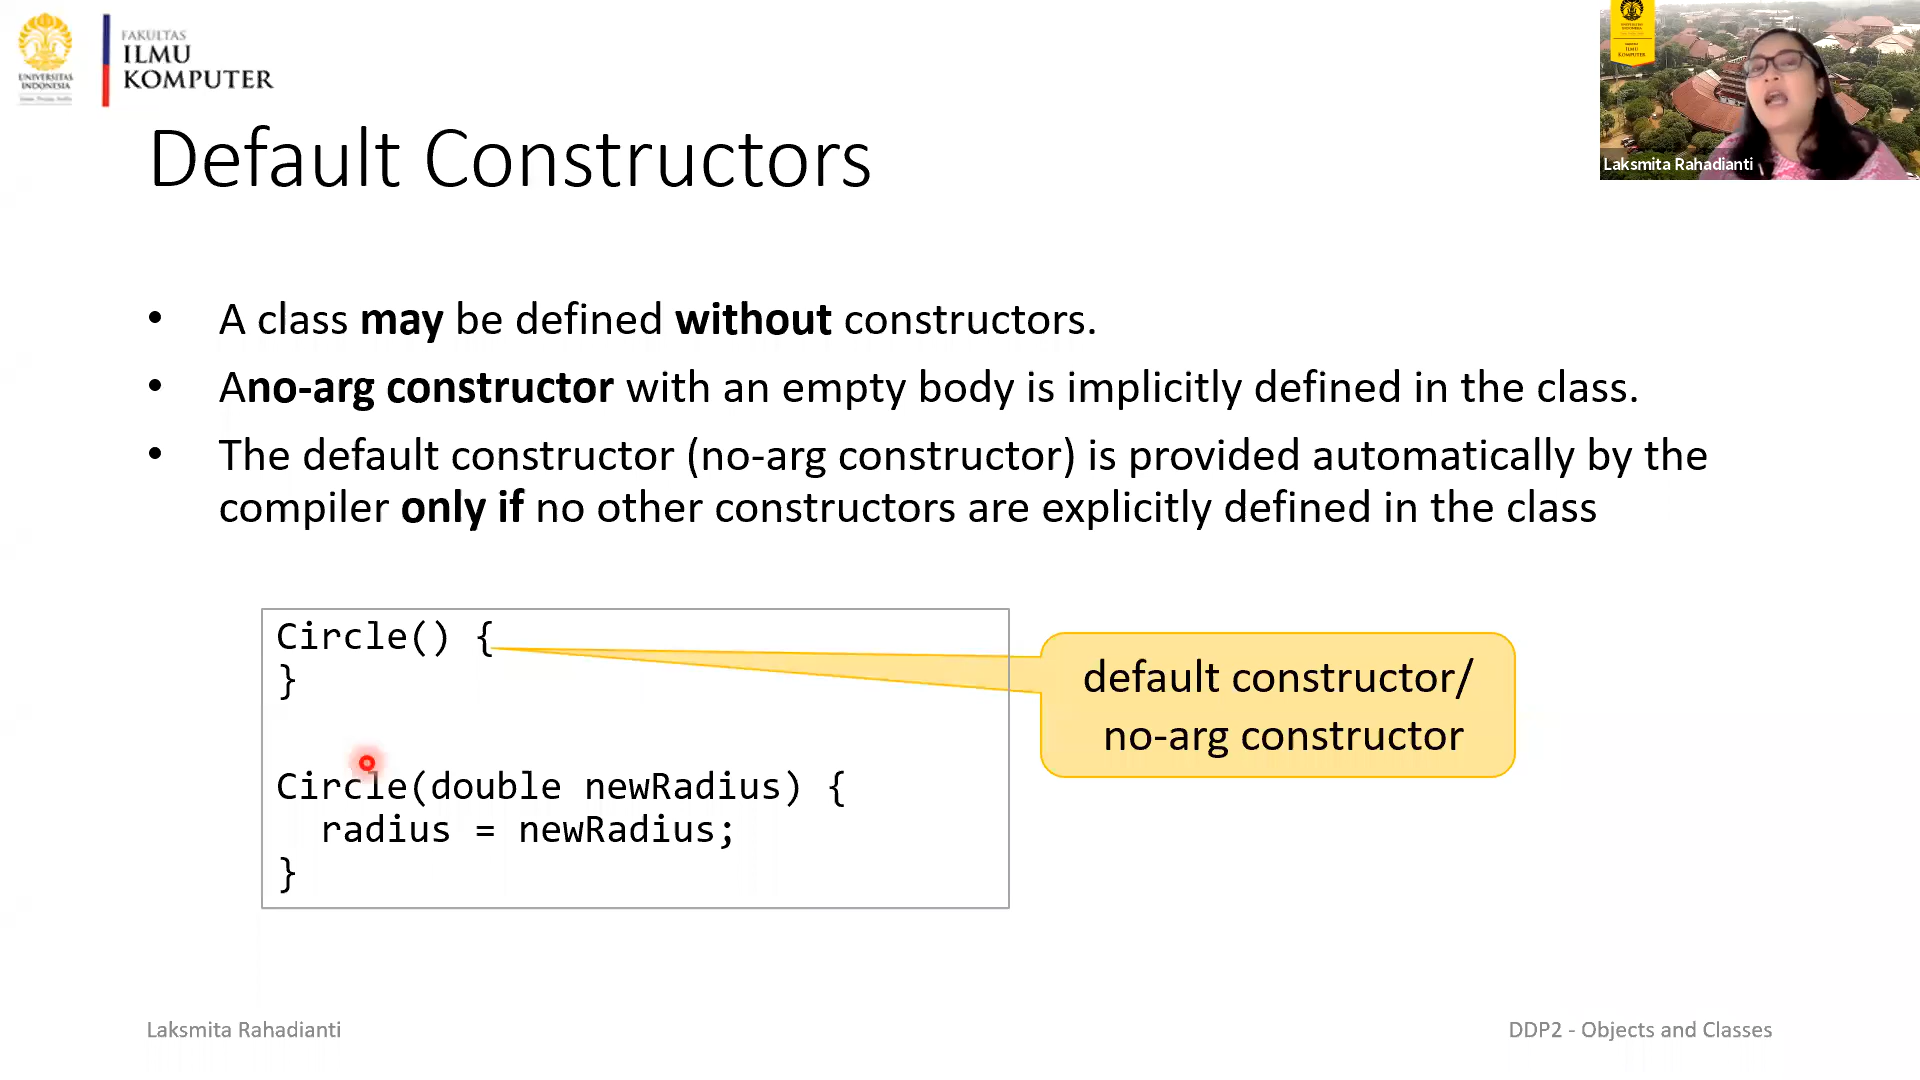 UNIVERSITAS
INDONESIA
FAKULTAS
ILMU
KOMPUTER
Laksmita Rahadianti
Default Constructors
• A class may be defined without constructors.
• Ano-arg constructor with an empty body is implicitly defined in the class.
• The default constructor (no-arg constructor) is provided automatically by the
compiler only if no other constructors are explicitly defined in the class
Circle() {
}
Circle(double newRadius) {
radius = newRadius;
}
default constructor/
no-arg constructor
Laksmita Rahadianti
DDP2 - Objects and Classes